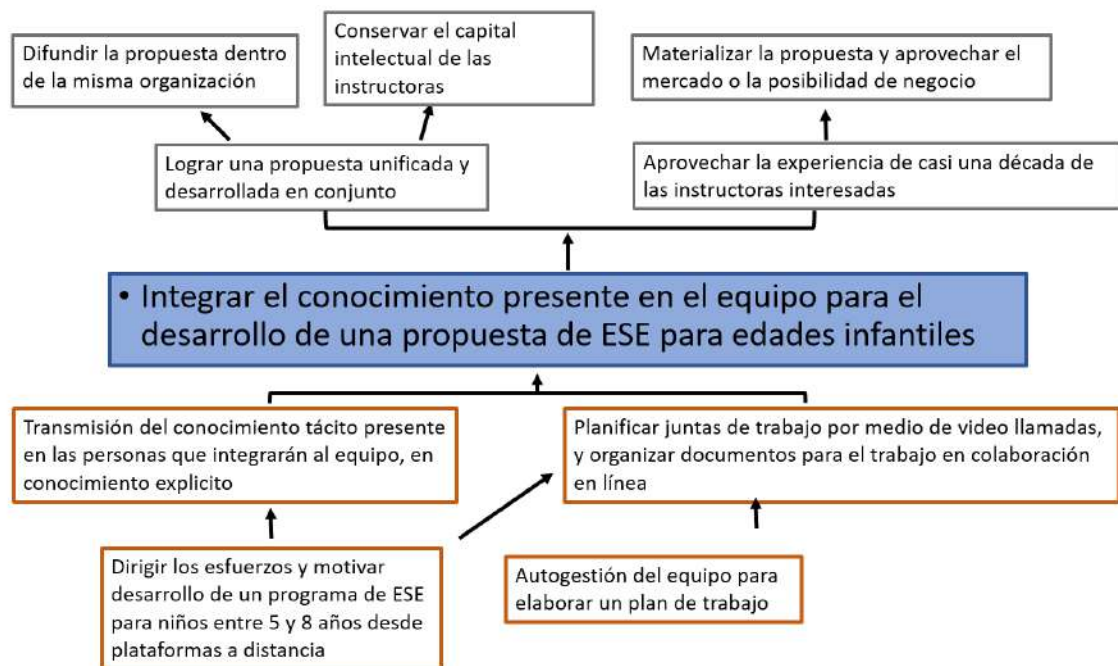 Difundir la propuesta dentro
de la misma organización
Conservar el capital
intelectual de las
instructoras
Materializar la propuesta y aprovechar el
mercado o la posibilidad de negocio
Lograr una propuesta unificada y
desarrollada en conjunto
Aprovechar la experiencia de casi una década de
las instructoras interesadas
• Integrar el conocimiento presente en el equipo para el
desarrollo de una propuesta de ESE para edades infantiles
Transmisión del conocimiento tácito presente
en las personas que integrarán al equipo, en
conocimiento explicito
Planificar juntas de trabajo por medio de video llamadas,
y organizar documentos para el trabajo en colaboración
en línea
Dirigir los esfuerzos y motivar
desarrollo de un programa de ESE
para niños entre 5 y 8 años desde
plataformas a distancia
Autogestión del equipo para
elaborar un plan de trabajo